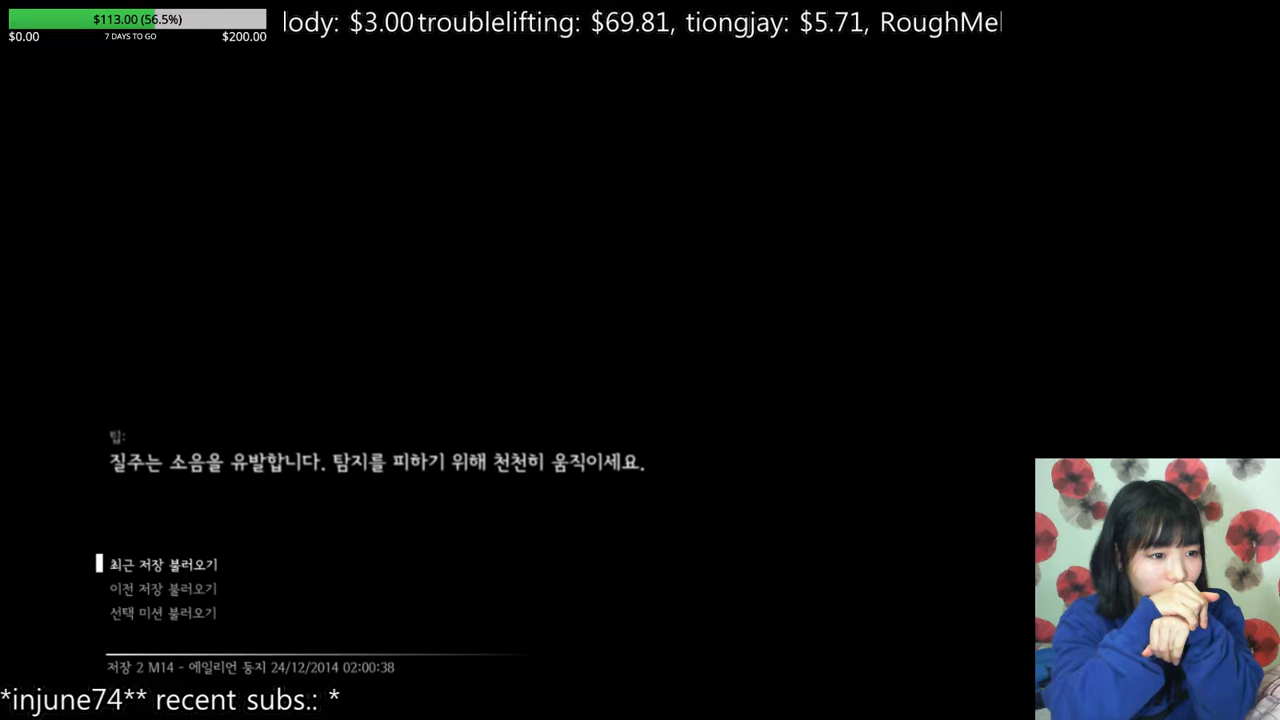 $113.00 (56.5%)
$0.00 7 DAYS TO GO $200.00
lody: $3.00 troublelifting: $69.81, tiongjay: $5.71, RoughMel
팁:
질주는 소음을 유발합니다. 탐지를 피하기 위해 천천히 움직이세요.
최근 저장 불러오기
이전 저장 불러오기
선택 미션 불러오기
저장 2 M14 - 에일리언 둥지 24/12/2014 02:00:38
*injune74** recent subs.: *